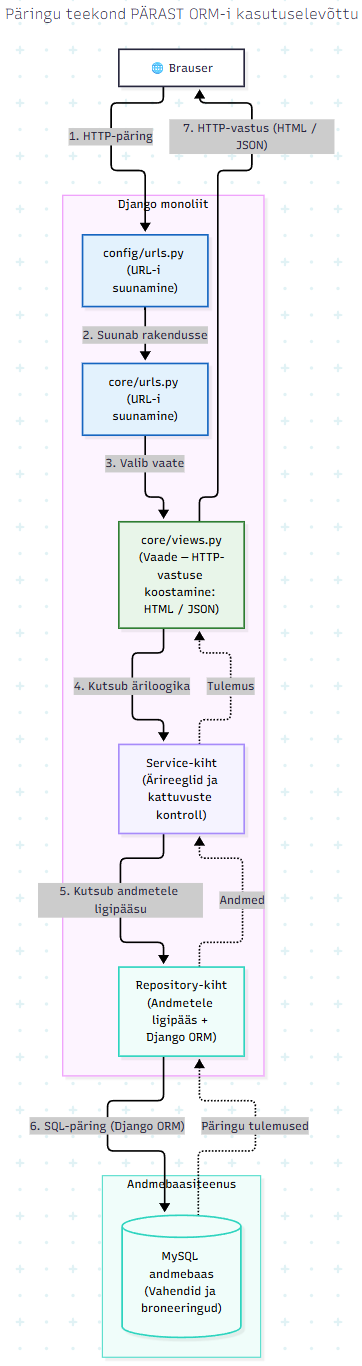 Päringu teekond PÄRAST ORM-i kasutuselevõttu
🌐 Brauser
1. HTTP-päring
7. HTTP-vastus (HTML /
JSON)
Django monoliit
config/urls.py
(URL-i
suunamine)
2. Suunab rakendusse
core/urls.py
(URL-i
suunamine)
3. Valib vaate
core/views.py
(Vaade — HTTP-
vastuse
koostamine:
HTML / JSON)
4. Kutsub äriloogika
Tulemus
Service-kiht
(Ärireeglid ja
kattuvuste
kontroll)
5. Kutsub andmetele
ligipääsu
Andmed
Repository-kiht
(Andmetele
ligipääs +
Django ORM)
6. SQL-päring (Django ORM)
Päringu tulemused
Andmebaasiteenus
MySQL
andmebaas
(Vahendid ja
broneeringud)